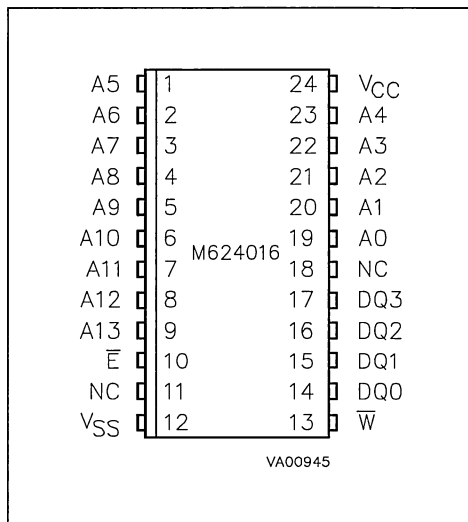 A5 1 24 VCC
A6 2 23 A4
A7 3 22 A3
A8 4 21 A2
A9 5 20 A1
A10 6 19 A0
M624016
A11 7 18 NC
A12 8 17 DQ3
A13 9 16 DQ2
E̅ 10 15 DQ1
NC 11 14 DQ0
VSS 12 13 W̅
VA00945